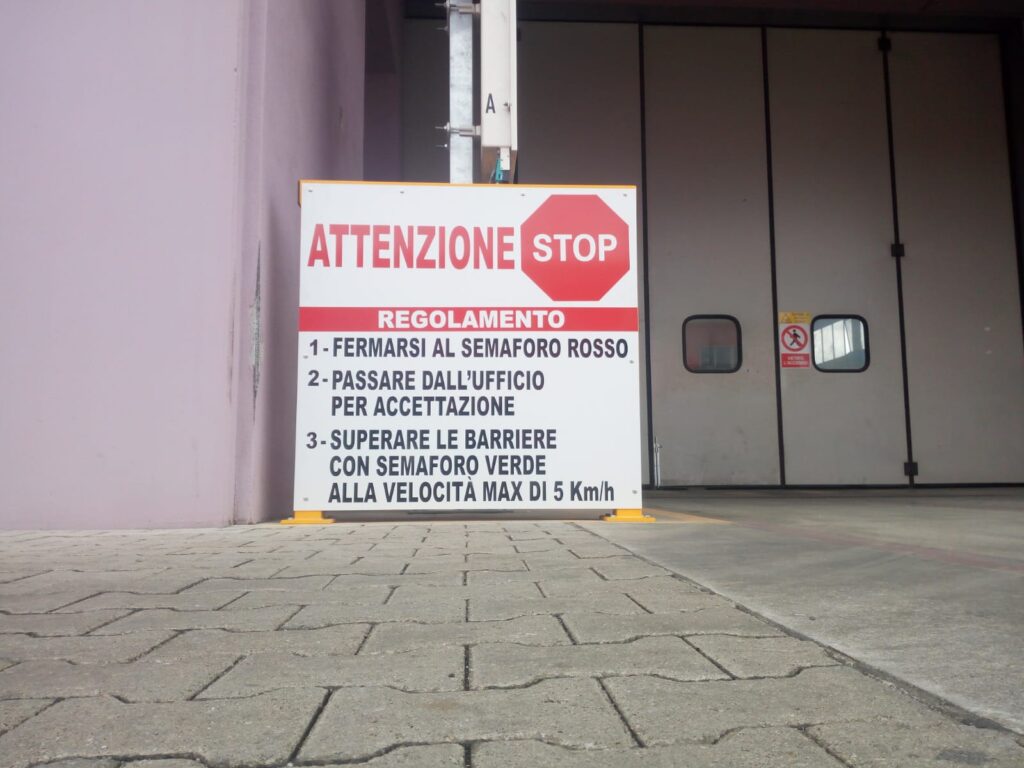 A
ATTENZIONE STOP
REGOLAMENTO
1 - FERMARSI AL SEMAFORO ROSSO
2 - PASSARE DALL'UFFICIO
PER ACCETTAZIONE
3 - SUPERARE LE BARRIERE
CON SEMAFORO VERDE
ALLA VELOCITÀ MAX DI 5 Km/h